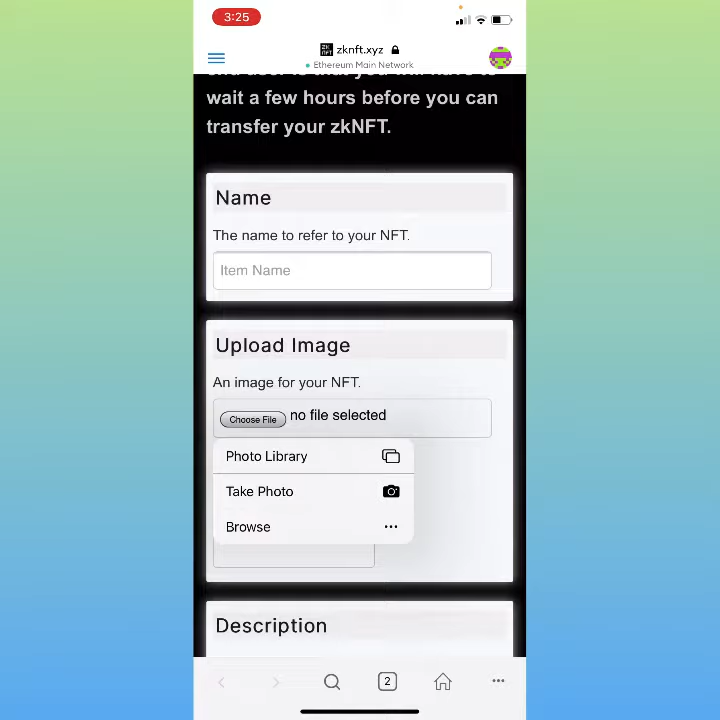 3:25
zknft.xyz
Ethereum Main Network
wait a few hours before you can
transfer your zkNFT.
Name
The name to refer to your NFT.
Item Name
Upload Image
An image for your NFT.
Choose File no file selected
Photo Library
Take Photo
Browse
Description
2